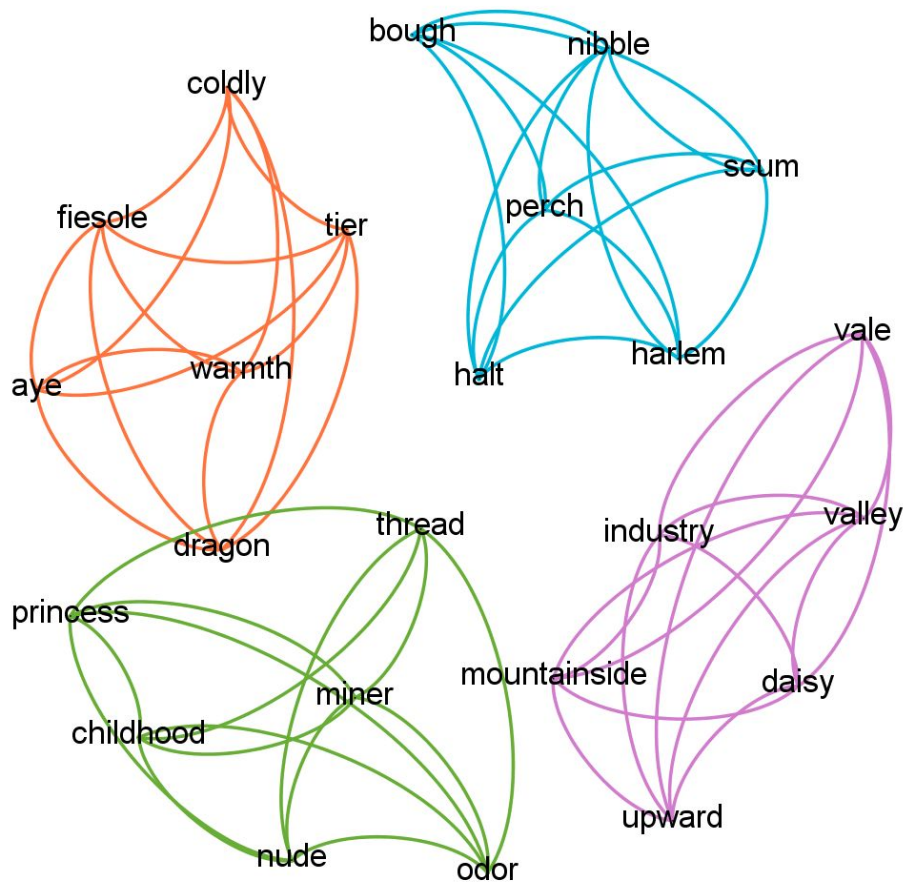 bough
nibble
coldly
scum
perch
fiesole
tier
vale
harlem
warmth
halt
aye
valley
thread
industry
dragon
princess
mountainside
daisy
miner
childhood
upward
nude
odor